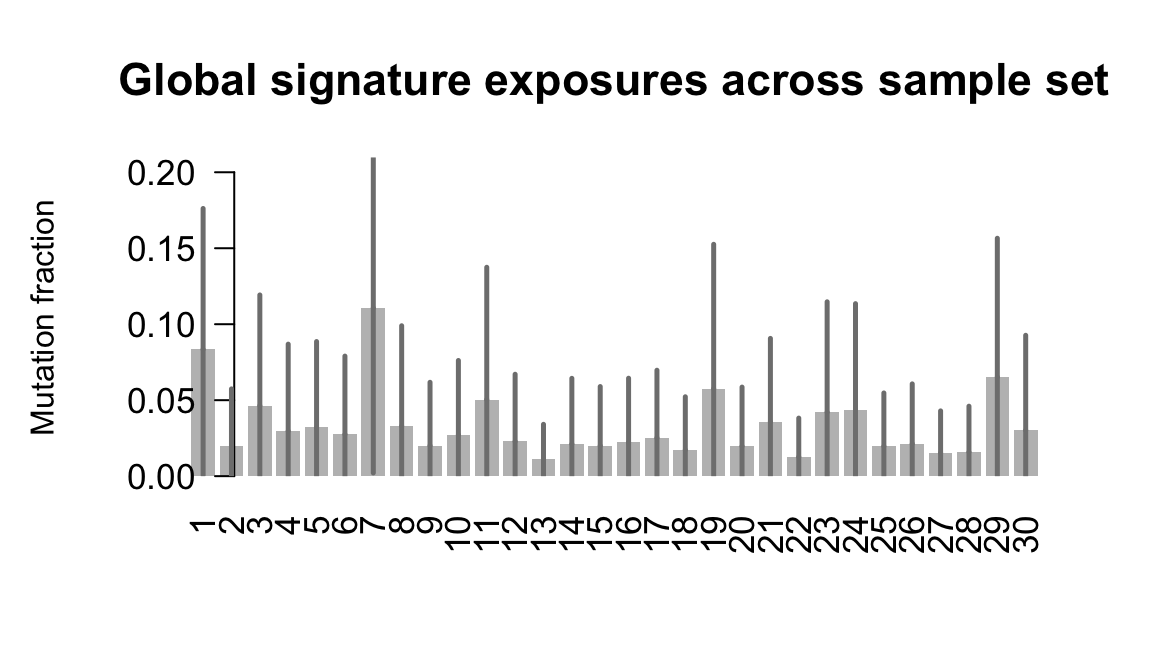 Global signature exposures across sample set
Mutation fraction
0.20
0.15
0.10
0.05
0.00
1 2 3 4 5 6 7 8 9 10 11 12 13 14 15 16 17 18 19 20 21 22 23 24 25 26 27 28 29 30